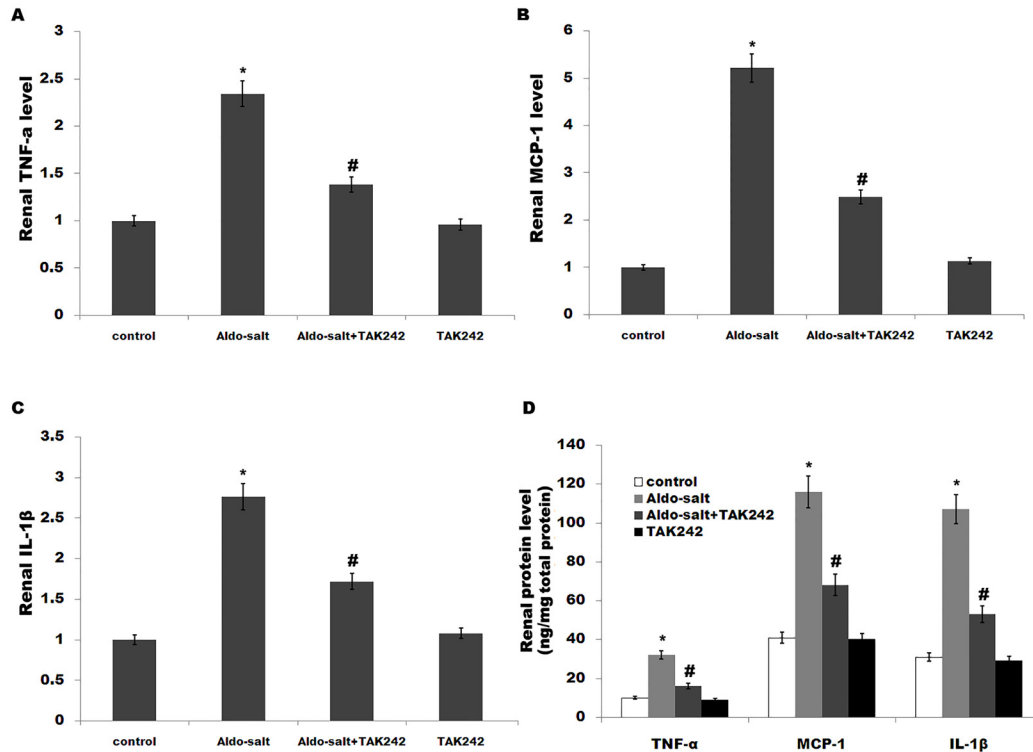 A
Renal TNF-a level
3
2.5
2
1.5
1
0.5
0
*
#
control Aldo-salt Aldo-salt+TAK242 TAK242
B
Renal MCP-1 level
6
5
4
3
2
1
0
*
#
control Aldo-salt Aldo-salt+TAK242 TAK242
C
Renal IL-1β
3.5
3
2.5
2
1.5
1
0.5
0
*
#
control Aldo-salt Aldo-salt+TAK242 TAK242
D
Renal protein level
(ng/mg total protein)
140
120
100
80
60
40
20
0
control
Aldo-salt
Aldo-salt+TAK242
TAK242
*
#
*
#
*
#
TNF-α MCP-1 IL-1β